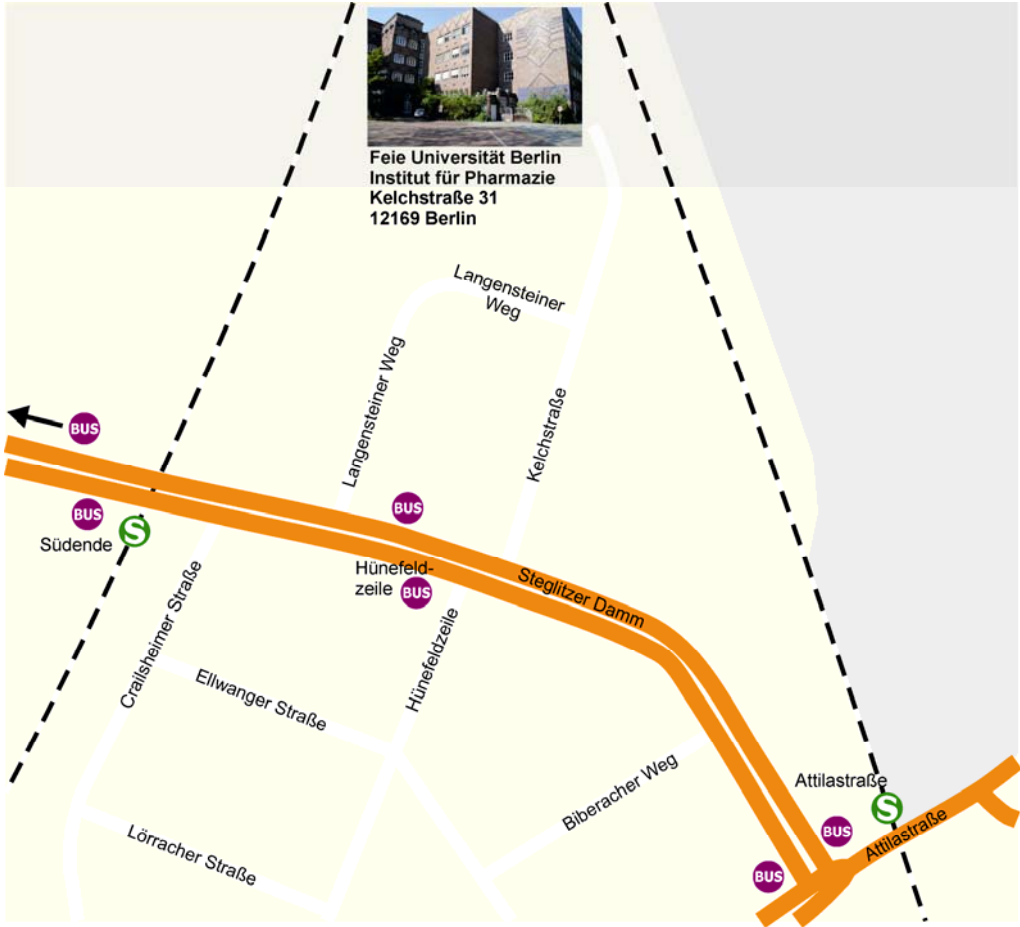 Feie Universität Berlin
Institut für Pharmazie
Kelchstraße 31
12169 Berlin
Langensteiner
Weg
Langensteiner Weg
Kelchstraße
BUS
BUS
BUS
S
Südende
Hünefeld-
zeile
BUS
Steglitzer Damm
Crailsheimer Straße
Hünefeldzeile
Ellwanger Straße
Biberacher Weg
Attilastraße
S
BUS
Attilastraße
Lörracher Straße
BUS